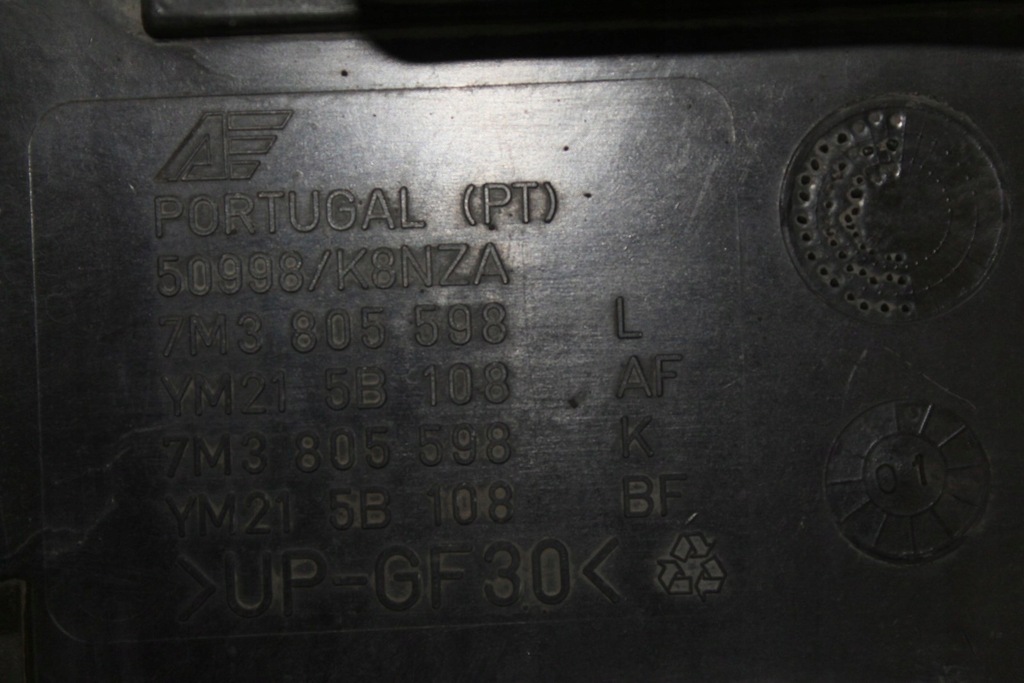 AE
PORTUGAL (PT)
50998/K8NZA
7M3 805 598 L
YM21 5B 108 AF
7M3 805 598 K
YM21 5B 108 BF
>UP-GF30<
01